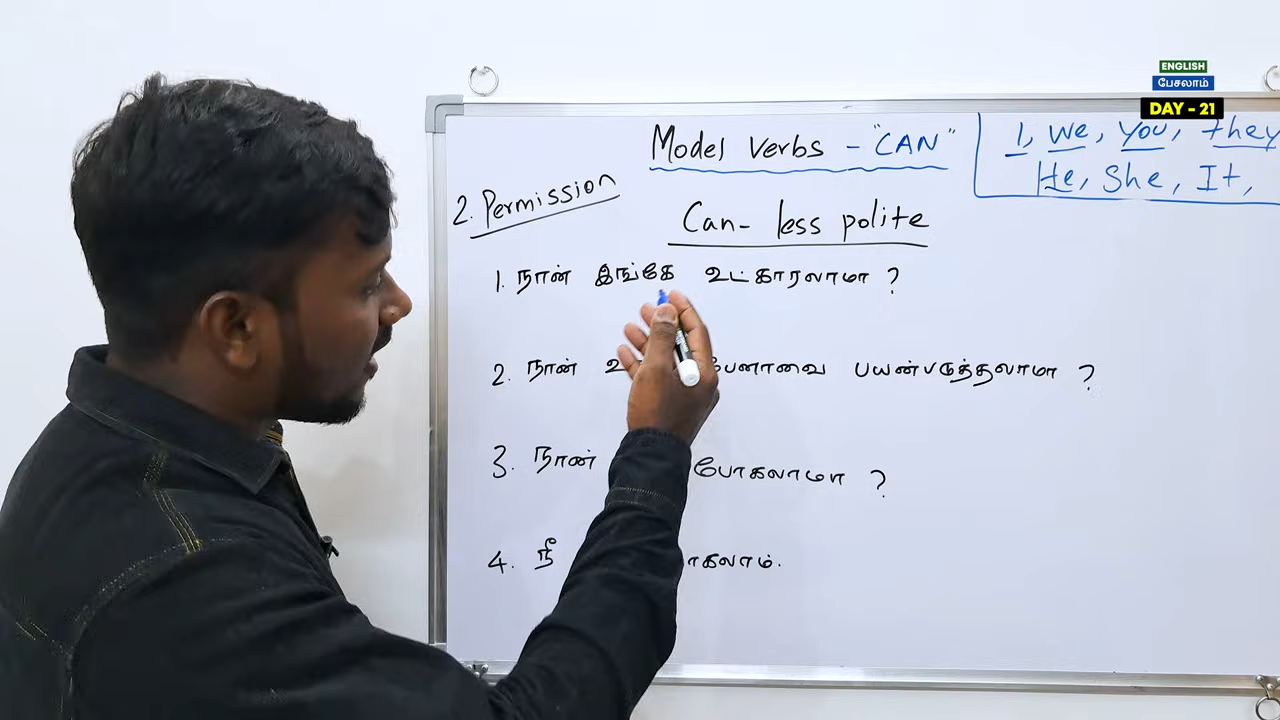 ENGLISH
பேசலாம்
DAY - 21
Model Verbs - "CAN"
I, We, You, they
He, She, It,
2. Permission
Can - less polite
1. நான் இங்கே உட்காரலாமா ?
2. நான் பேனாவை பயன்படுத்தலாமா ?
3. நான் போகலாமா ?
4. நீ